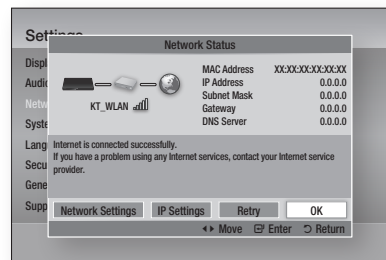 Settings
Network Status
Displ
Audio
Netw
Syste
Lang
Secu
Gene
Supp
KT_WLAN
MAC Address XX:XX:XX:XX:XX:XX
IP Address 0.0.0.0
Subnet Mask 0.0.0.0
Gateway 0.0.0.0
DNS Server 0.0.0.0
Internet is connected successfully.
If you have a problem using any Internet services, contact your Internet service
provider.
Network Settings IP Settings Retry OK
Move Enter Return